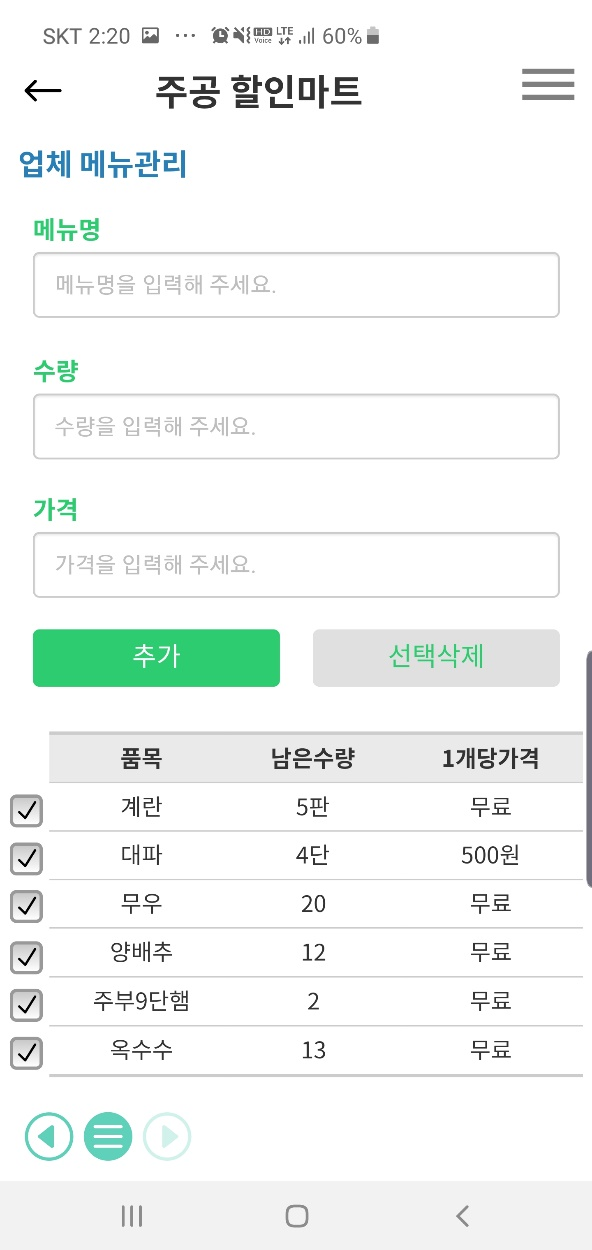 SKT 2:20 ... HD Voice LTE 60%
주공 할인마트
업체 메뉴관리
메뉴명
메뉴명을 입력해 주세요.
수량
수량을 입력해 주세요.
가격
가격을 입력해 주세요.
추가 선택삭제
품목 남은수량 1개당가격
계란 5판 무료
대파 4단 500원
무우 20 무료
양배추 12 무료
주부9단햄 2 무료
옥수수 13 무료